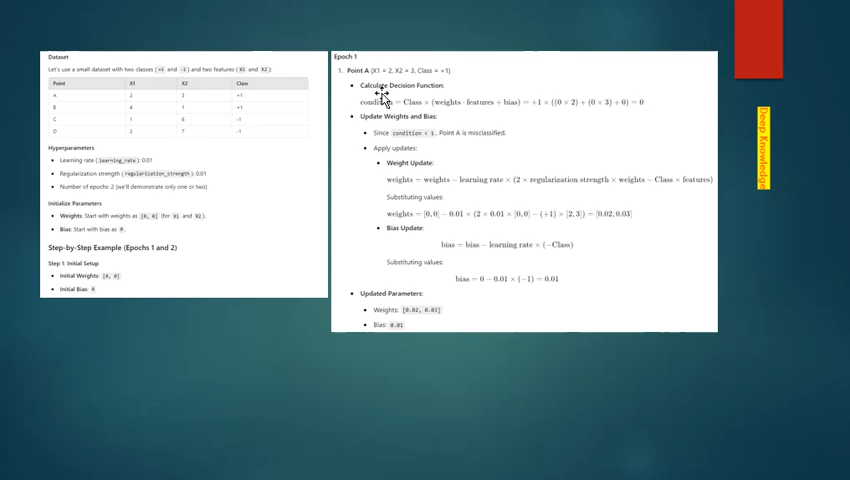 Dataset
Let's use a small dataset with two classes ( +1 and -1 ) and two features ( X1 and X2 ):
Point X1 X2 Class
A 2 3 +1
B 4 1 +1
C 1 6 -1
D 2 7 -1
Hyperparameters
• Learning rate ( learning_rate ): 0.01
• Regularization strength ( regularization_strength ): 0.01
• Number of epochs: 2 (we'll demonstrate only one or two)
Initialize Parameters
• Weights: Start with weights as [0, 0] (for X1 and X2 ).
• Bias: Start with bias as 0.
Step-by-Step Example (Epochs 1 and 2)
Step 1: Initial Setup
• Initial Weights: [0, 0]
• Initial Bias: 0
Epoch 1
1. Point A (X1 = 2, X2 = 3, Class = +1)
• Calculate Decision Function:
condition = Class × (weights · features + bias) = +1 × ((0 × 2) + (0 × 3) + 0) = 0
• Update Weights and Bias:
• Since condition < 1, Point A is misclassified.
• Apply updates:
• Weight Update:
weights = weights − learning rate × (2 × regularization strength × weights − Class × features)
Substituting values:
weights = [0, 0] − 0.01 × (2 × 0.01 × [0, 0] − (+1) × [2, 3]) = [0.02, 0.03]
• Bias Update:
bias = bias − learning rate × (−Class)
Substituting values:
bias = 0 − 0.01 × (−1) = 0.01
• Updated Parameters:
• Weights: [0.02, 0.03]
• Bias: 0.01
Deep Knowledge